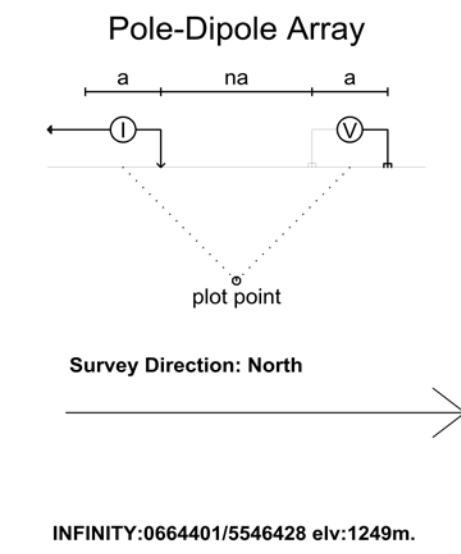 Pole-Dipole Array
a na a
I V
plot point
Survey Direction: North
INFINITY:0664401/5546428 elv:1249m.